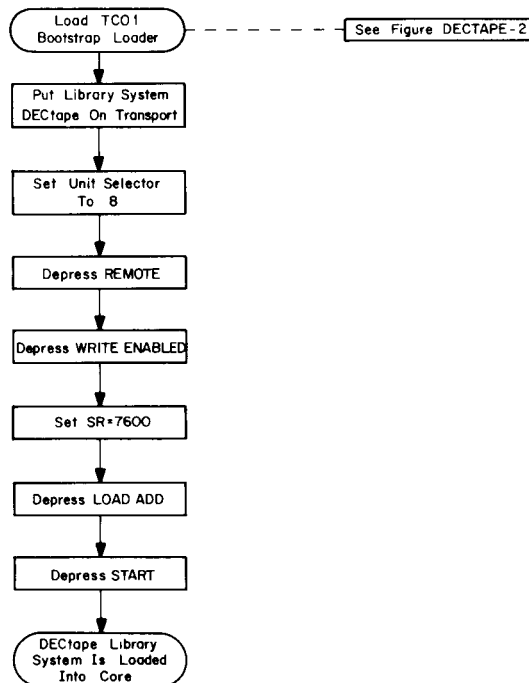 Load TC01
Bootstrap Loader
See Figure DECTAPE-2
Put Library System
DECtape On Transport
Set Unit Selector
To 8
Depress REMOTE
Depress WRITE ENABLED
Set SR=7600
Depress LOAD ADD
Depress START
DECtape Library
System Is Loaded
Into Core